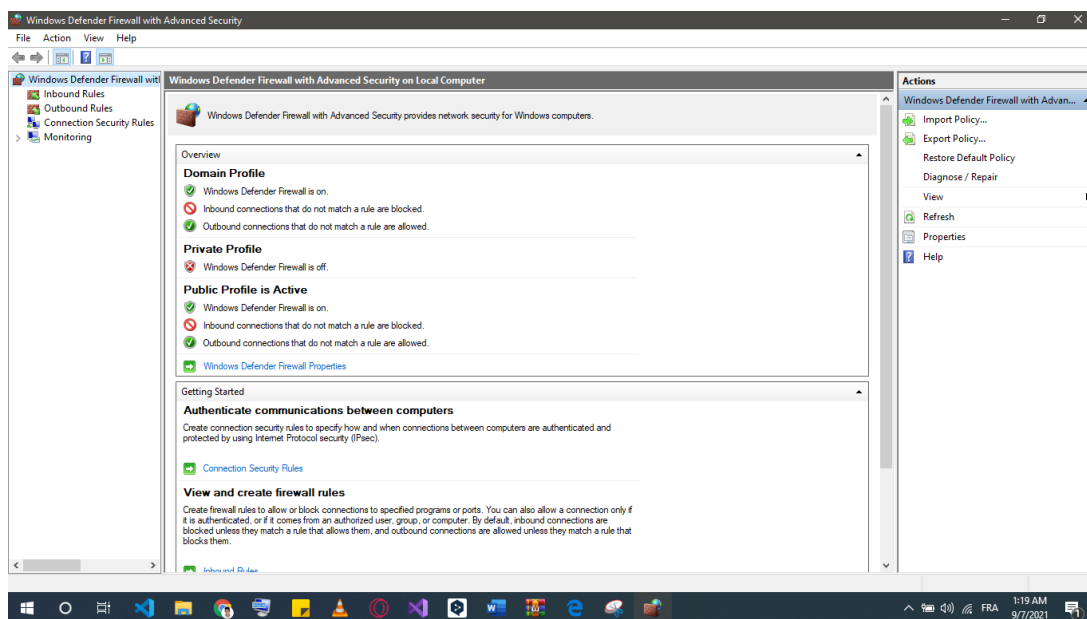 Windows Defender Firewall with Advanced Security
File Action View Help
Windows Defender Firewall witl
Inbound Rules
Outbound Rules
Connection Security Rules
Monitoring
Windows Defender Firewall with Advanced Security on Local Computer
Windows Defender Firewall with Advanced Security provides network security for Windows computers.
Overview
Domain Profile
Windows Defender Firewall is on.
Inbound connections that do not match a rule are blocked.
Outbound connections that do not match a rule are allowed.
Private Profile
Windows Defender Firewall is off.
Public Profile is Active
Windows Defender Firewall is on.
Inbound connections that do not match a rule are blocked.
Outbound connections that do not match a rule are allowed.
Windows Defender Firewall Properties
Getting Started
Authenticate communications between computers
Create connection security rules to specify how and when connections between computers are authenticated and
protected by using Internet Protocol security (IPsec).
Connection Security Rules
View and create firewall rules
Create firewall rules to allow or block connections to specified programs or ports. You can also allow a connection only if
it is authenticated, or if it comes from an authorized user, group, or computer. By default, inbound connections are
blocked unless they match a rule that allows them, and outbound connections are allowed unless they match a rule that
blocks them.
Inbound Rules
Actions
Windows Defender Firewall with Advan...
Import Policy...
Export Policy...
Restore Default Policy
Diagnose / Repair
View
Refresh
Properties
Help
FRA
1:19 AM
9/7/2021